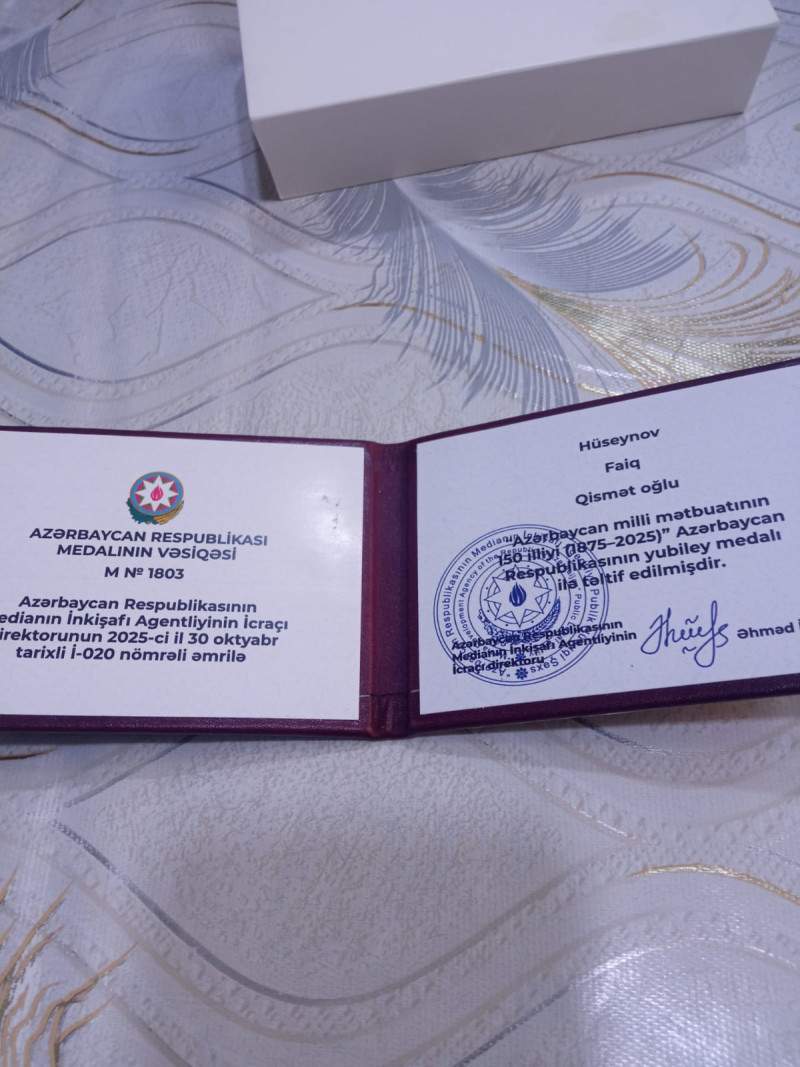 AZƏRBAYCAN RESPUBLİKASI
MEDALININ VƏSİQƏSİ
M № 1803
Azərbaycan Respublikasının
Medianın İnkişafı Agentliyinin İcraçı
direktorunun 2025-ci il 30 oktyabr
tarixli İ-020 nömrəli əmrilə
Hüseynov
Faiq
Qismət oğlu
"Azərbaycan milli mətbuatının
150 illiyi (1875–2025)" Azərbaycan
Respublikasının yubiley medalı
ilə təltif edilmişdir.
Azərbaycan Respublikasının
Medianın İnkişafı Agentliyinin
İcraçı direktoru
Əhməd